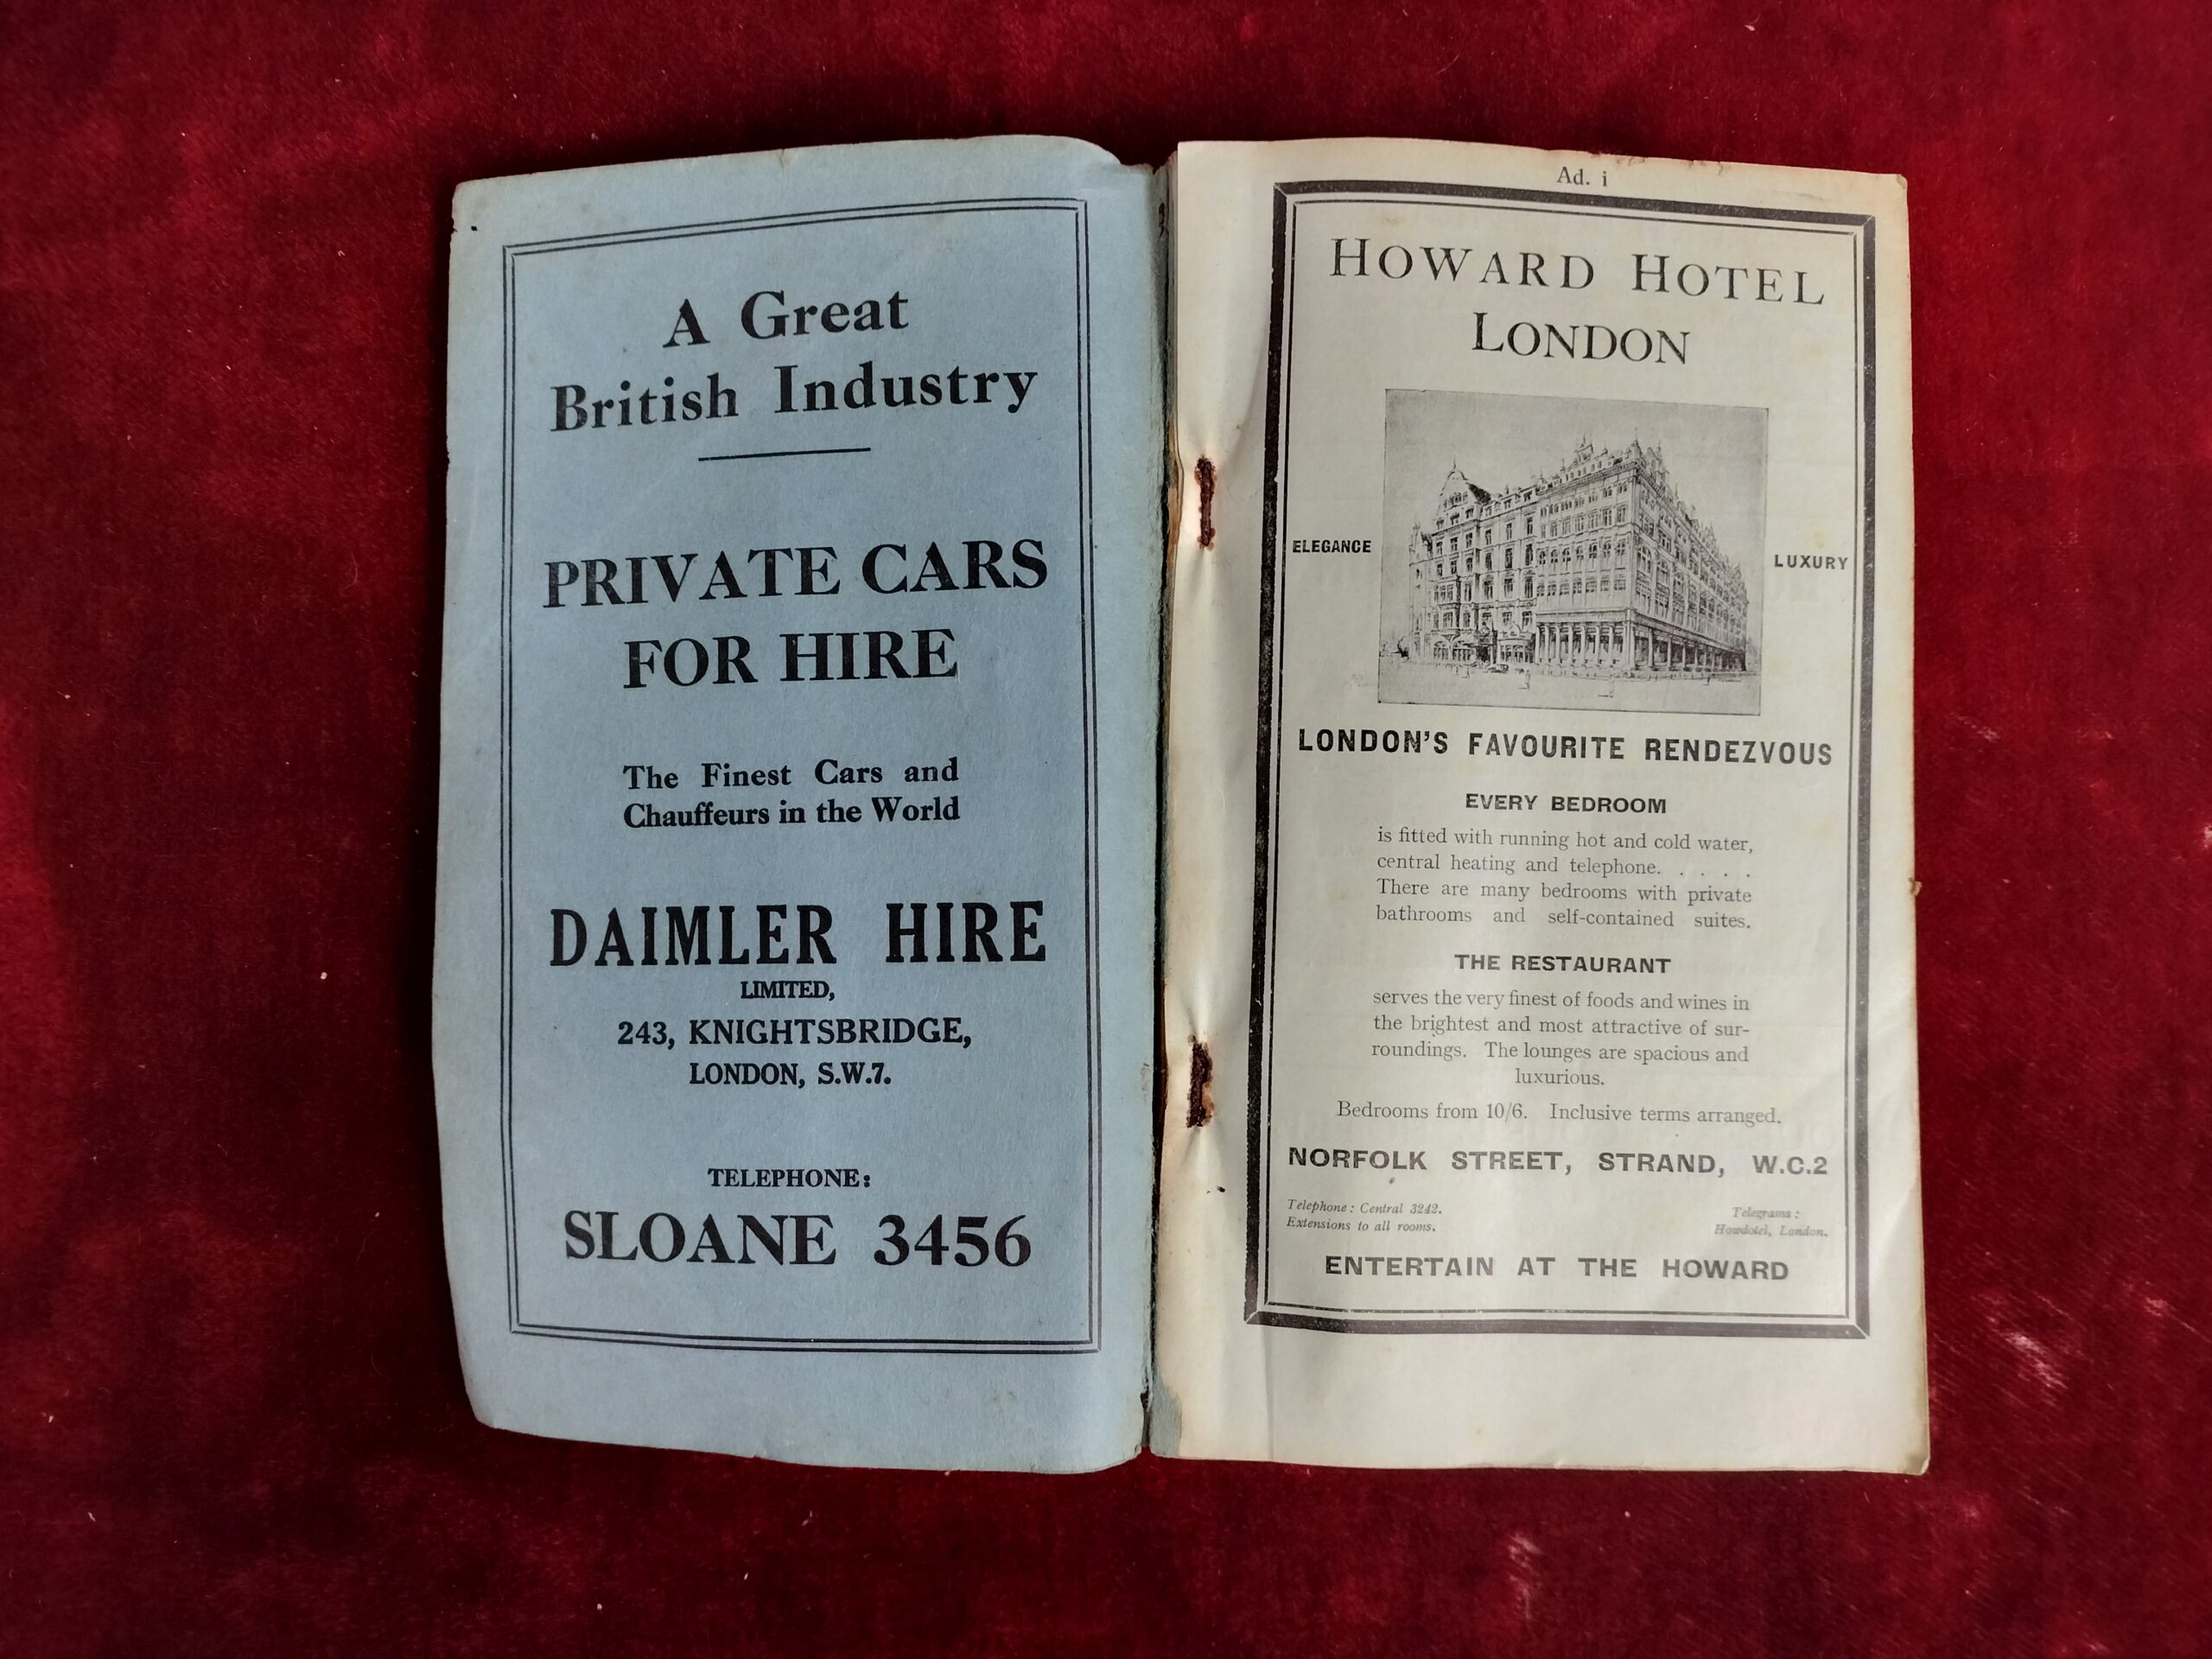 A Great
British Industry
PRIVATE CARS
FOR HIRE
The Finest Cars and
Chauffeurs in the World
DAIMLER HIRE
LIMITED,
243, KNIGHTSBRIDGE,
LONDON, S.W.7.
TELEPHONE:
SLOANE 3456
Ad. i
HOWARD HOTEL
LONDON
ELEGANCE
LUXURY
LONDON'S FAVOURITE RENDEZVOUS
EVERY BEDROOM
is fitted with running hot and cold water,
central heating and telephone. . . . .
There are many bedrooms with private
bathrooms and self-contained suites.
THE RESTAURANT
serves the very finest of foods and wines in
the brightest and most attractive of sur-
roundings. The lounges are spacious and
luxurious.
Bedrooms from 10/6. Inclusive terms arranged.
NORFOLK STREET, STRAND, W.C.2
Telephone: Central 3242.
Extensions to all rooms.
Telegrams:
Howdotel, London.
ENTERTAIN AT THE HOWARD